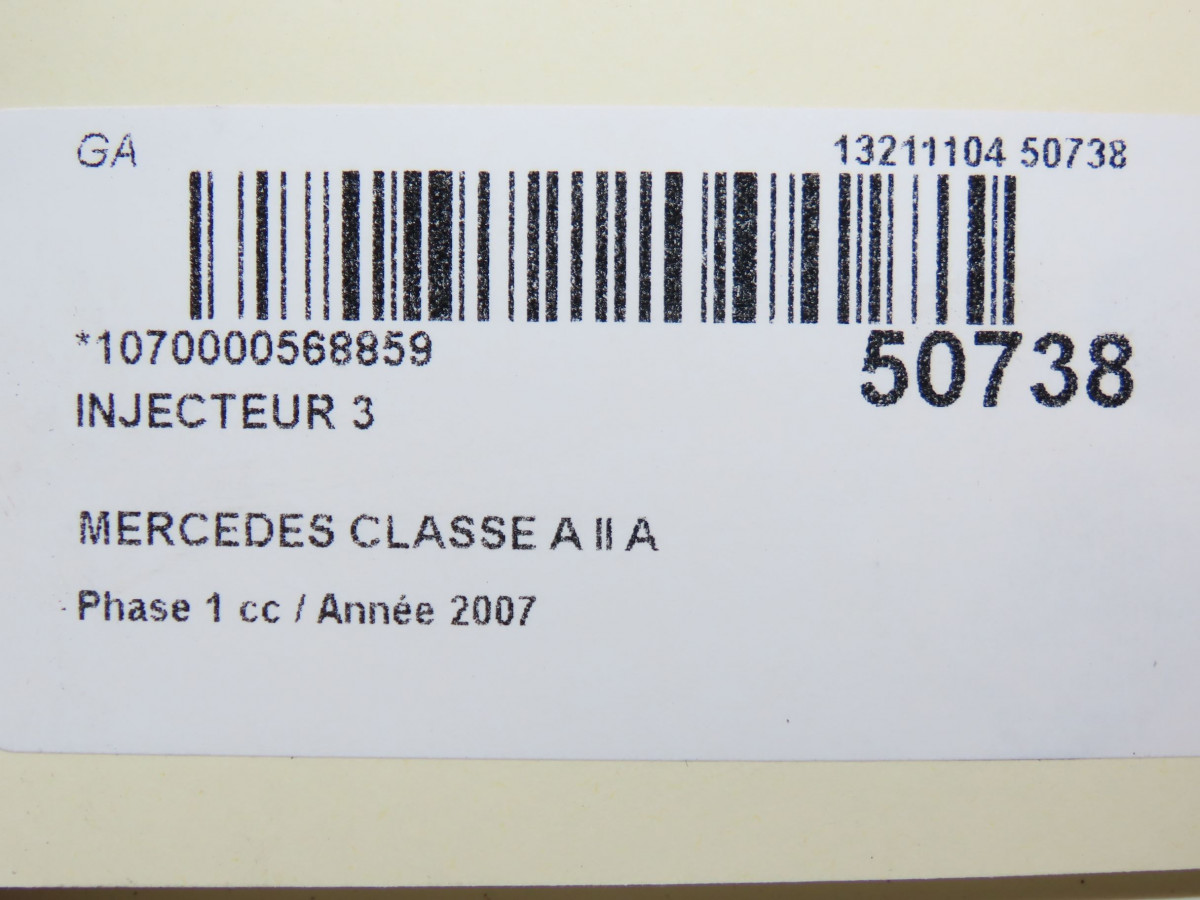 GA
13211104 50738
*1070000568859
50738
INJECTEUR 3
MERCEDES CLASSE A II A
Phase 1 cc / Année 2007